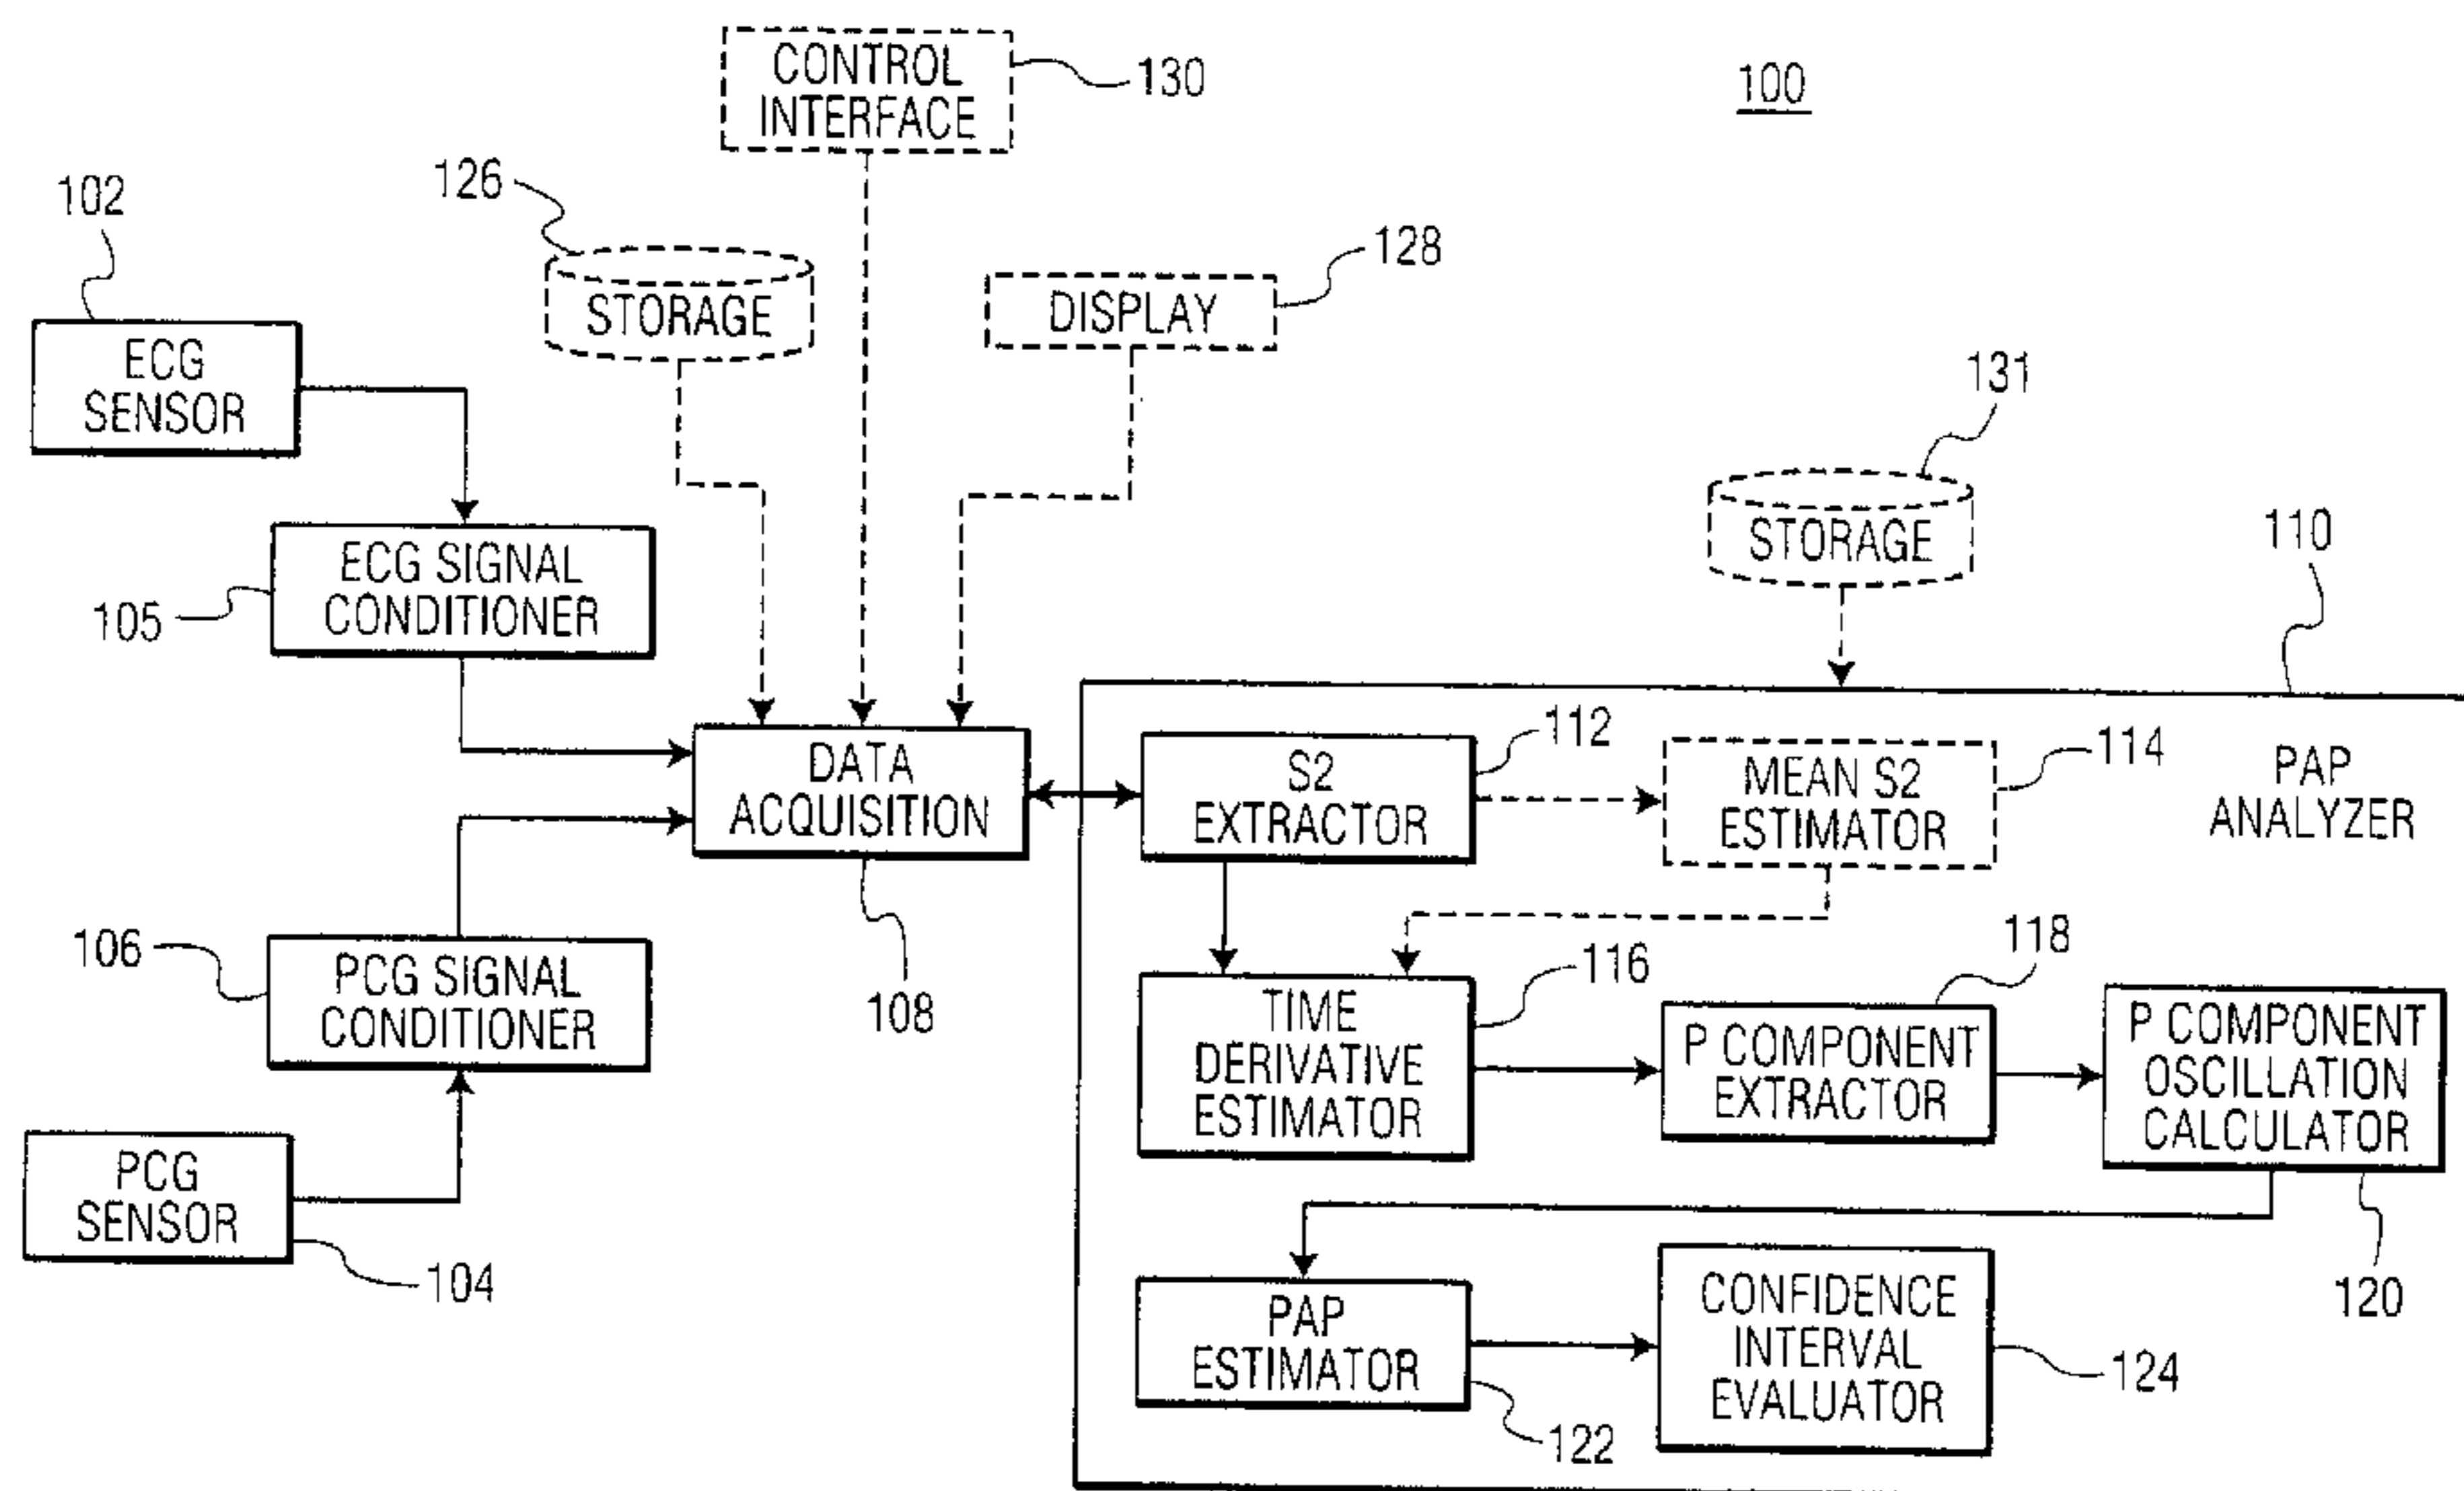 CONTROL
INTERFACE
130
100
126
102
STORAGE
DISPLAY
128
ECG
SENSOR
131
STORAGE
110
ECG SIGNAL
CONDITIONER
105
DATA
ACQUISITION
108
S2
EXTRACTOR
112
MEAN S2
ESTIMATOR
114
PAP
ANALYZER
106
PCG SIGNAL
CONDITIONER
TIME
DERIVATIVE
ESTIMATOR
116
P COMPONENT
EXTRACTOR
118
P COMPONENT
OSCILLATION
CALCULATOR
120
PCG
SENSOR
104
PAP
ESTIMATOR
122
CONFIDENCE
INTERVAL
EVALUATOR
124